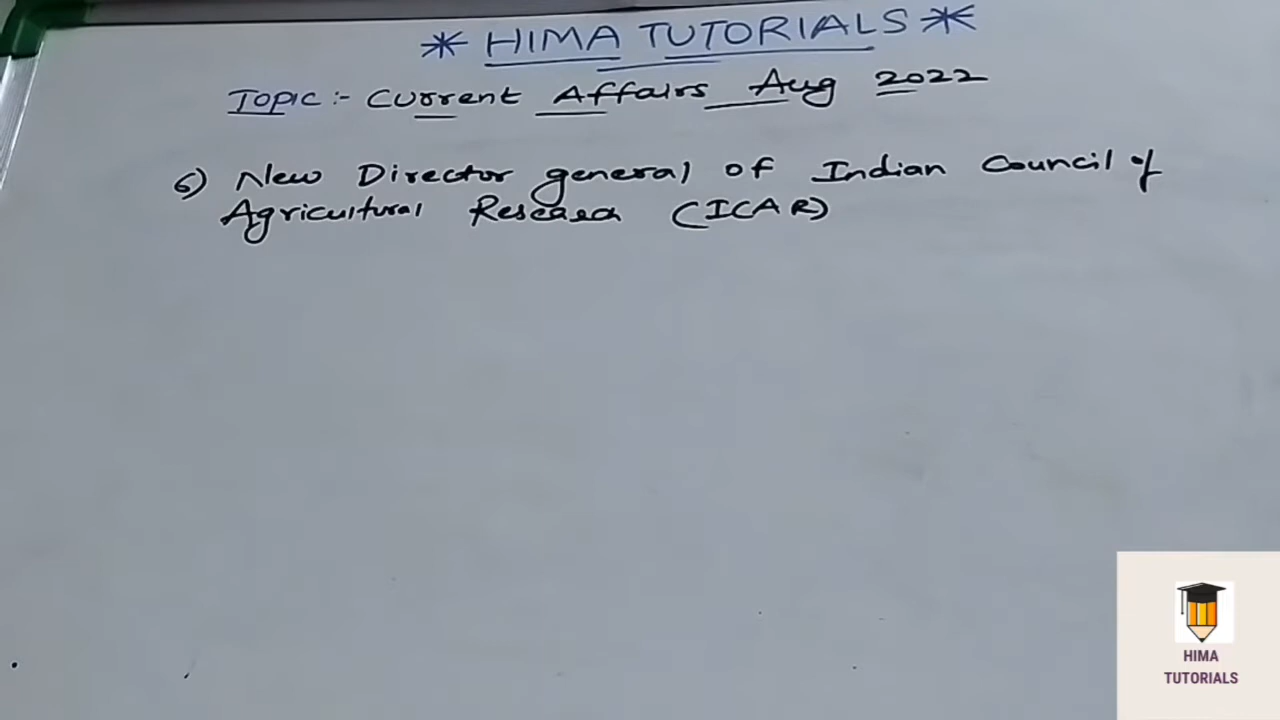 * HIMA TUTORIALS *
Topic:- Current Affairs Aug 2022
6) New Director general of Indian Council of
Agricultural Research (ICAR)
HIMA
TUTORIALS